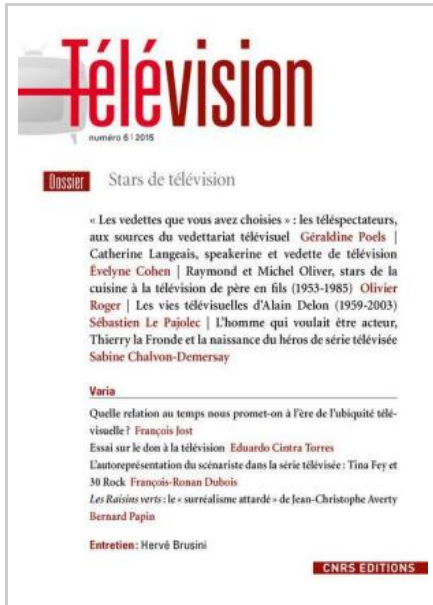 Télévision
numéro 6 | 2015
Dossier Stars de télévision
« Les vedettes que vous avez choisies » : les téléspectateurs,
aux sources du vedettariat télévisuel Géraldine Poels |
Catherine Langeais, speakerine et vedette de télévision
Évelyne Cohen | Raymond et Michel Oliver, stars de la
cuisine à la télévision de père en fils (1953-1985) Olivier
Roger | Les vies télévisuelles d'Alain Delon (1959-2003)
Sébastien Le Pajolec | L'homme qui voulait être acteur,
Thierry la Fronde et la naissance du héros de série télévisée
Sabine Chalvon-Demersay
Varia
Quelle relation au temps nous promet-on à l'ère de l'ubiquité télé-
visuelle ? François Jost
Essai sur le don à la télévision Eduardo Cintra Torres
L'autoreprésentation du scénariste dans la série télévisée : Tina Fey et
30 Rock François-Ronan Dubois
Les Raisins verts : le « surréalisme attardé » de Jean-Christophe Averty
Bernard Papin
Entretien : Hervé Brusini
CNRS EDITIONS